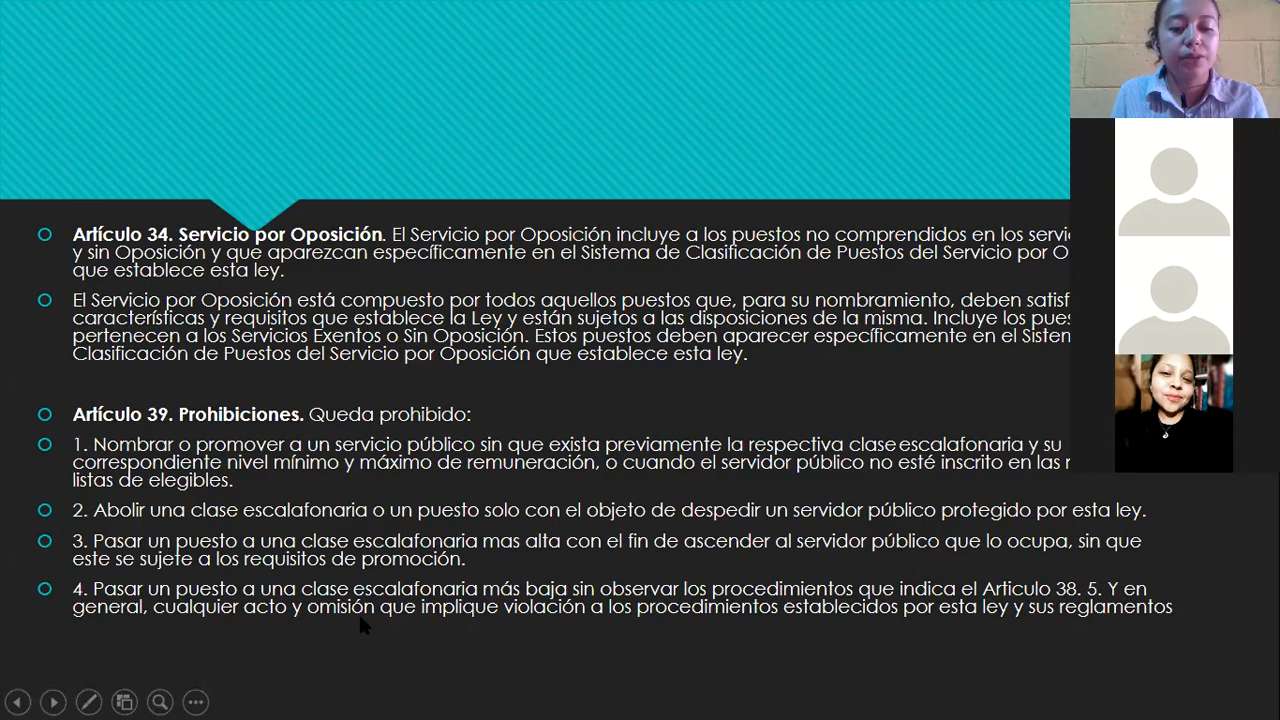 Artículo 34. Servicio por Oposición. El Servicio por Oposición incluye a los puestos no comprendidos en los
y sin Oposición y que aparezcan específicamente en el Sistema de Clasificación de Puestos del Servicio por
que establece esta ley.
El Servicio por Oposición está compuesto por todos aquellos puestos que, para su nombramiento, deben
características y requisitos que establece la Ley y están sujetos a las disposiciones de la misma. Incluye los
pertenecen a los Servicios Exentos o Sin Oposición. Estos puestos deben aparecer específicamente en el
Clasificación de Puestos del Servicio por Oposición que establece esta ley.
Artículo 39. Prohibiciones. Queda prohibido:
1. Nombrar o promover a un servicio público sin que exista previamente la respectiva clase escalafonaria y su
correspondiente nivel mínimo y máximo de remuneración, o cuando el servidor público no esté inscrito en las
listas de elegibles.
2. Abolir una clase escalafonaria o un puesto solo con el objeto de despedir un servidor público protegido por esta ley.
3. Pasar un puesto a una clase escalafonaria mas alta con el fin de ascender al servidor público que lo ocupa, sin que
este se sujete a los requisitos de promoción.
4. Pasar un puesto a una clase escalafonaria más baja sin observar los procedimientos que indica el Articulo 38. 5. Y en
general, cualquier acto y omisión que implique violación a los procedimientos establecidos por esta ley y sus reglamentos